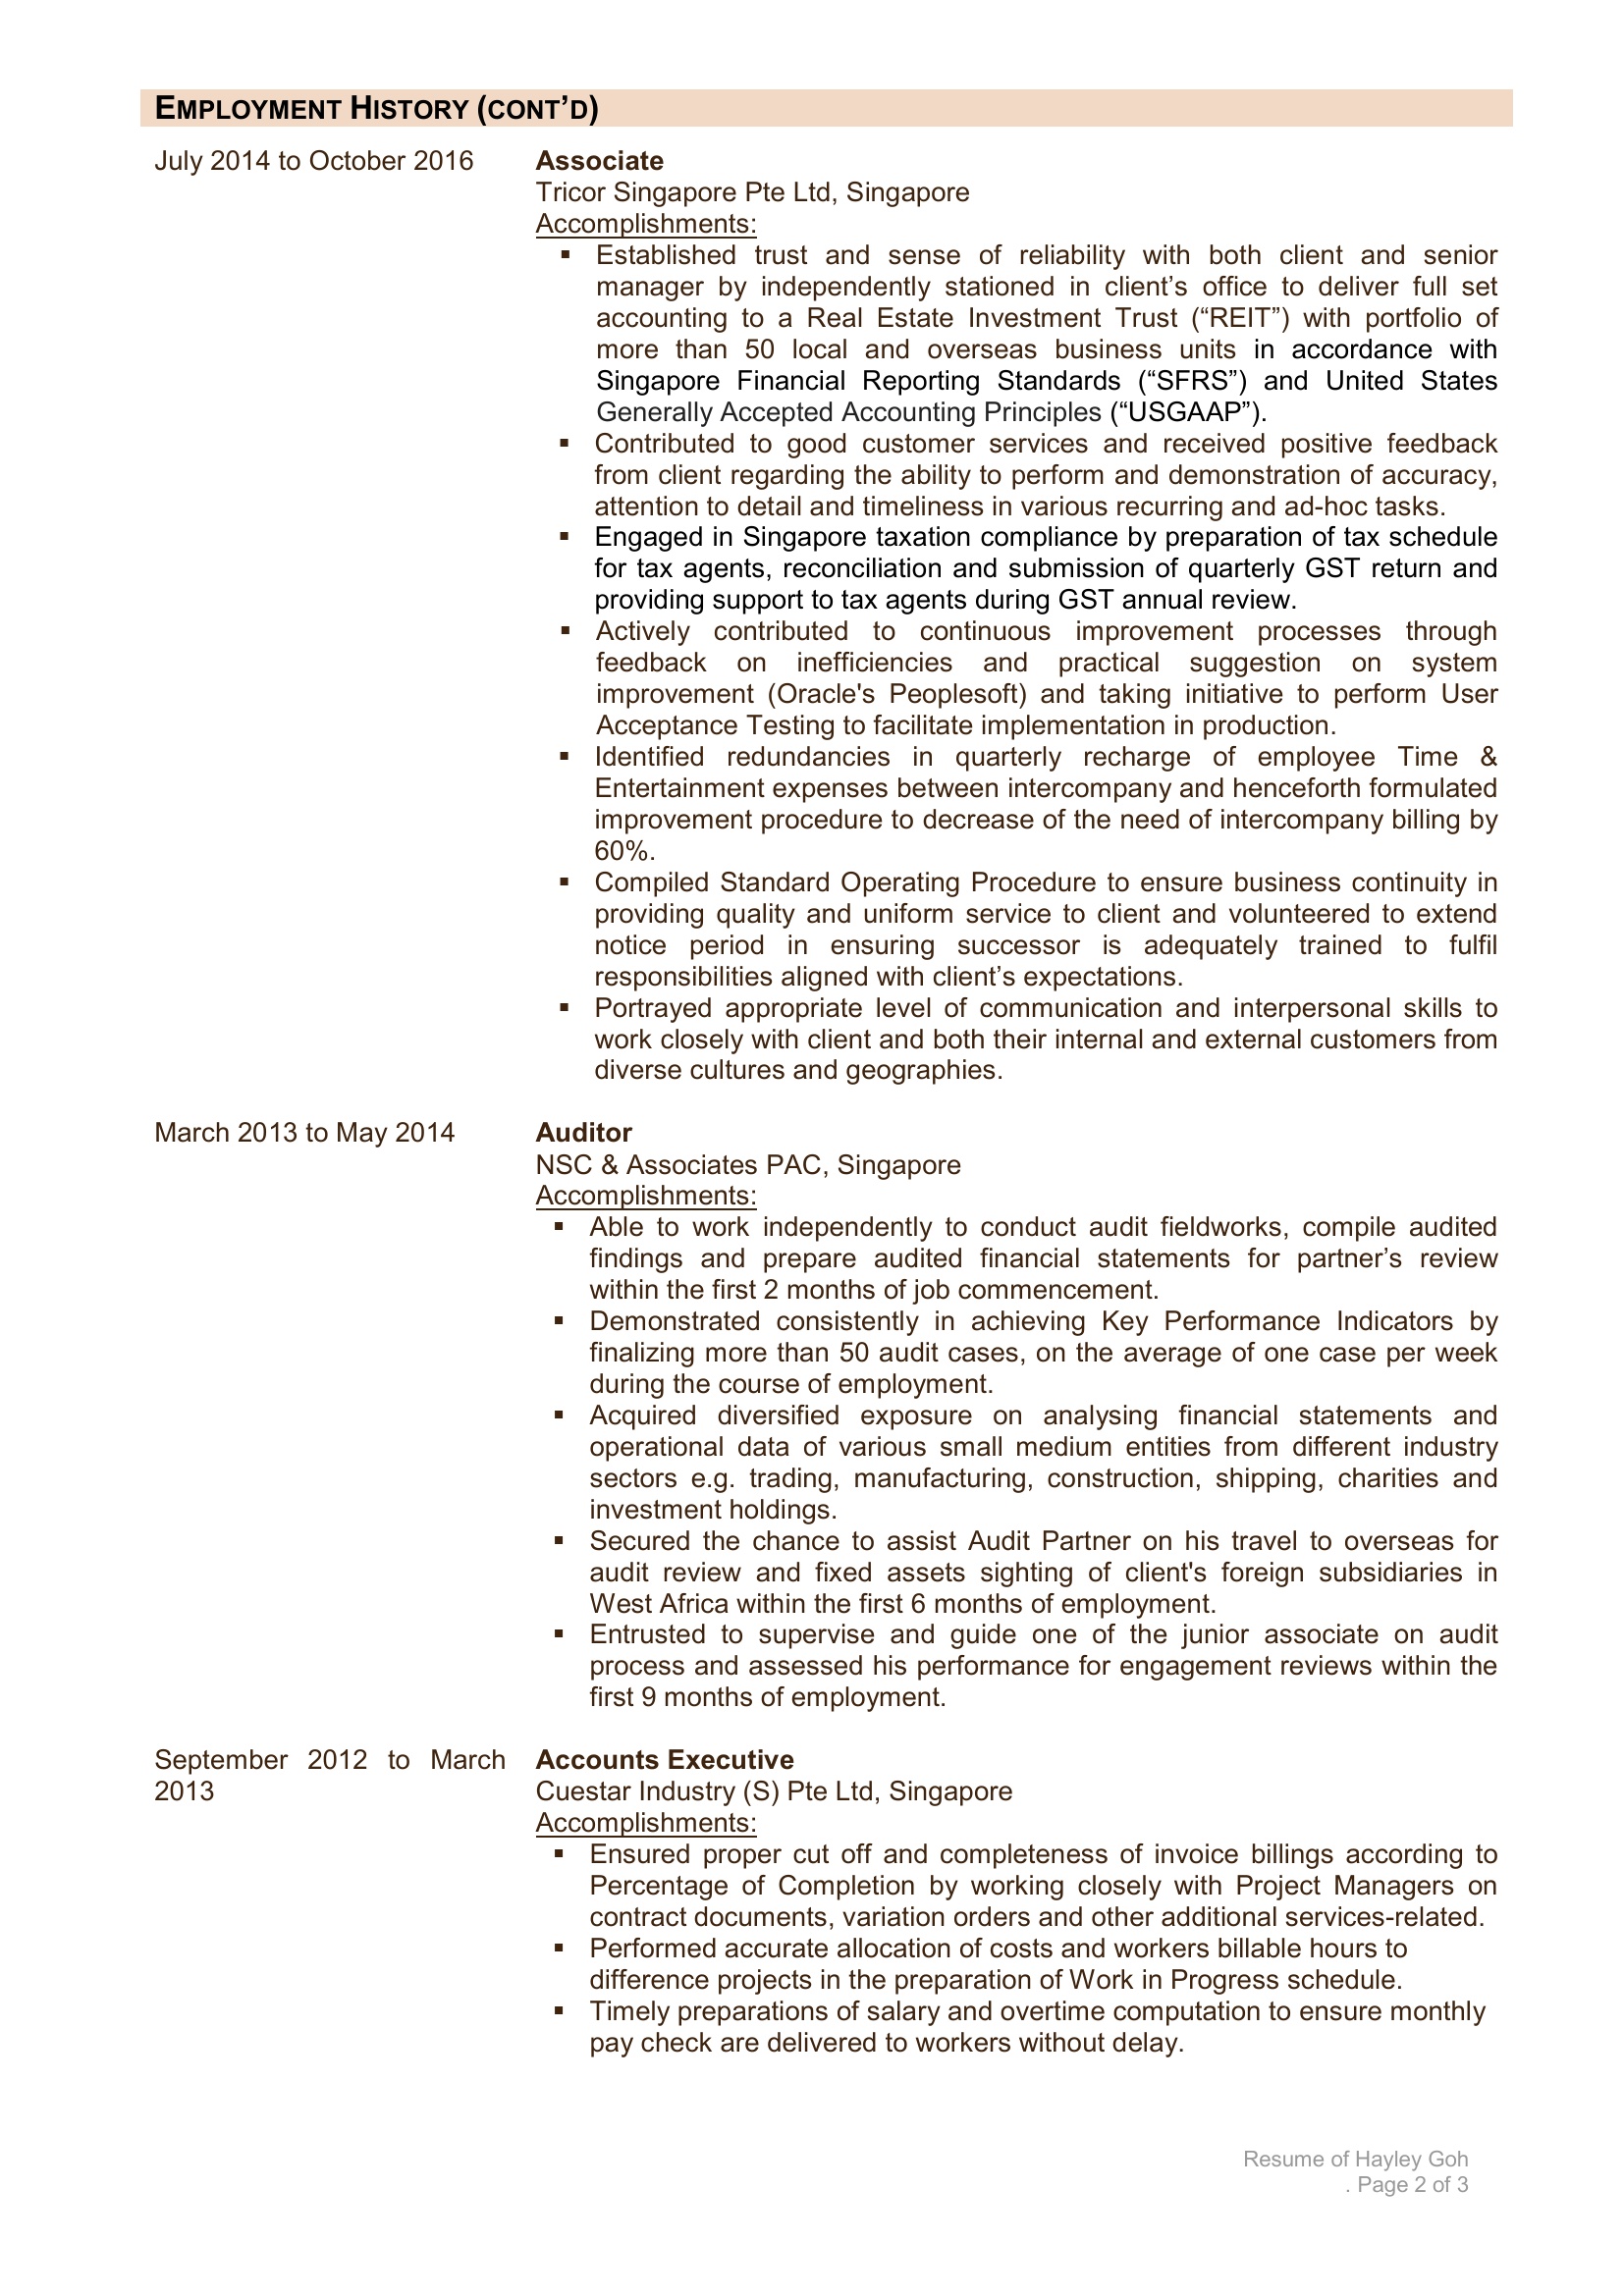 EMPLOYMENT HISTORY (CONT’D)
July 2014 to October 2016
Associate
Tricor Singapore Pte Ltd, Singapore
Accomplishments:
▪ Established trust and sense of reliability with both client and senior
manager by independently stationed in client’s office to deliver full set
accounting to a Real Estate Investment Trust (“REIT”) with portfolio of
more than 50 local and overseas business units in accordance with
Singapore Financial Reporting Standards (“SFRS”) and United States
Generally Accepted Accounting Principles (“USGAAP”).
▪ Contributed to good customer services and received positive feedback
from client regarding the ability to perform and demonstration of accuracy,
attention to detail and timeliness in various recurring and ad-hoc tasks.
▪ Engaged in Singapore taxation compliance by preparation of tax schedule
for tax agents, reconciliation and submission of quarterly GST return and
providing support to tax agents during GST annual review.
▪ Actively contributed to continuous improvement processes through
feedback on inefficiencies and practical suggestion on system
improvement (Oracle's Peoplesoft) and taking initiative to perform User
Acceptance Testing to facilitate implementation in production.
▪ Identified redundancies in quarterly recharge of employee Time &
Entertainment expenses between intercompany and henceforth formulated
improvement procedure to decrease of the need of intercompany billing by
60%.
▪ Compiled Standard Operating Procedure to ensure business continuity in
providing quality and uniform service to client and volunteered to extend
notice period in ensuring successor is adequately trained to fulfil
responsibilities aligned with client’s expectations.
▪ Portrayed appropriate level of communication and interpersonal skills to
work closely with client and both their internal and external customers from
diverse cultures and geographies.
March 2013 to May 2014
Auditor
NSC & Associates PAC, Singapore
Accomplishments:
▪ Able to work independently to conduct audit fieldworks, compile audited
findings and prepare audited financial statements for partner’s review
within the first 2 months of job commencement.
▪ Demonstrated consistently in achieving Key Performance Indicators by
finalizing more than 50 audit cases, on the average of one case per week
during the course of employment.
▪ Acquired diversified exposure on analysing financial statements and
operational data of various small medium entities from different industry
sectors e.g. trading, manufacturing, construction, shipping, charities and
investment holdings.
▪ Secured the chance to assist Audit Partner on his travel to overseas for
audit review and fixed assets sighting of client's foreign subsidiaries in
West Africa within the first 6 months of employment.
▪ Entrusted to supervise and guide one of the junior associate on audit
process and assessed his performance for engagement reviews within the
first 9 months of employment.
September 2012 to March
2013
Accounts Executive
Cuestar Industry (S) Pte Ltd, Singapore
Accomplishments:
▪ Ensured proper cut off and completeness of invoice billings according to
Percentage of Completion by working closely with Project Managers on
contract documents, variation orders and other additional services-related.
▪ Performed accurate allocation of costs and workers billable hours to
difference projects in the preparation of Work in Progress schedule.
▪ Timely preparations of salary and overtime computation to ensure monthly
pay check are delivered to workers without delay.
Resume of Hayley Goh
. Page 2 of 3